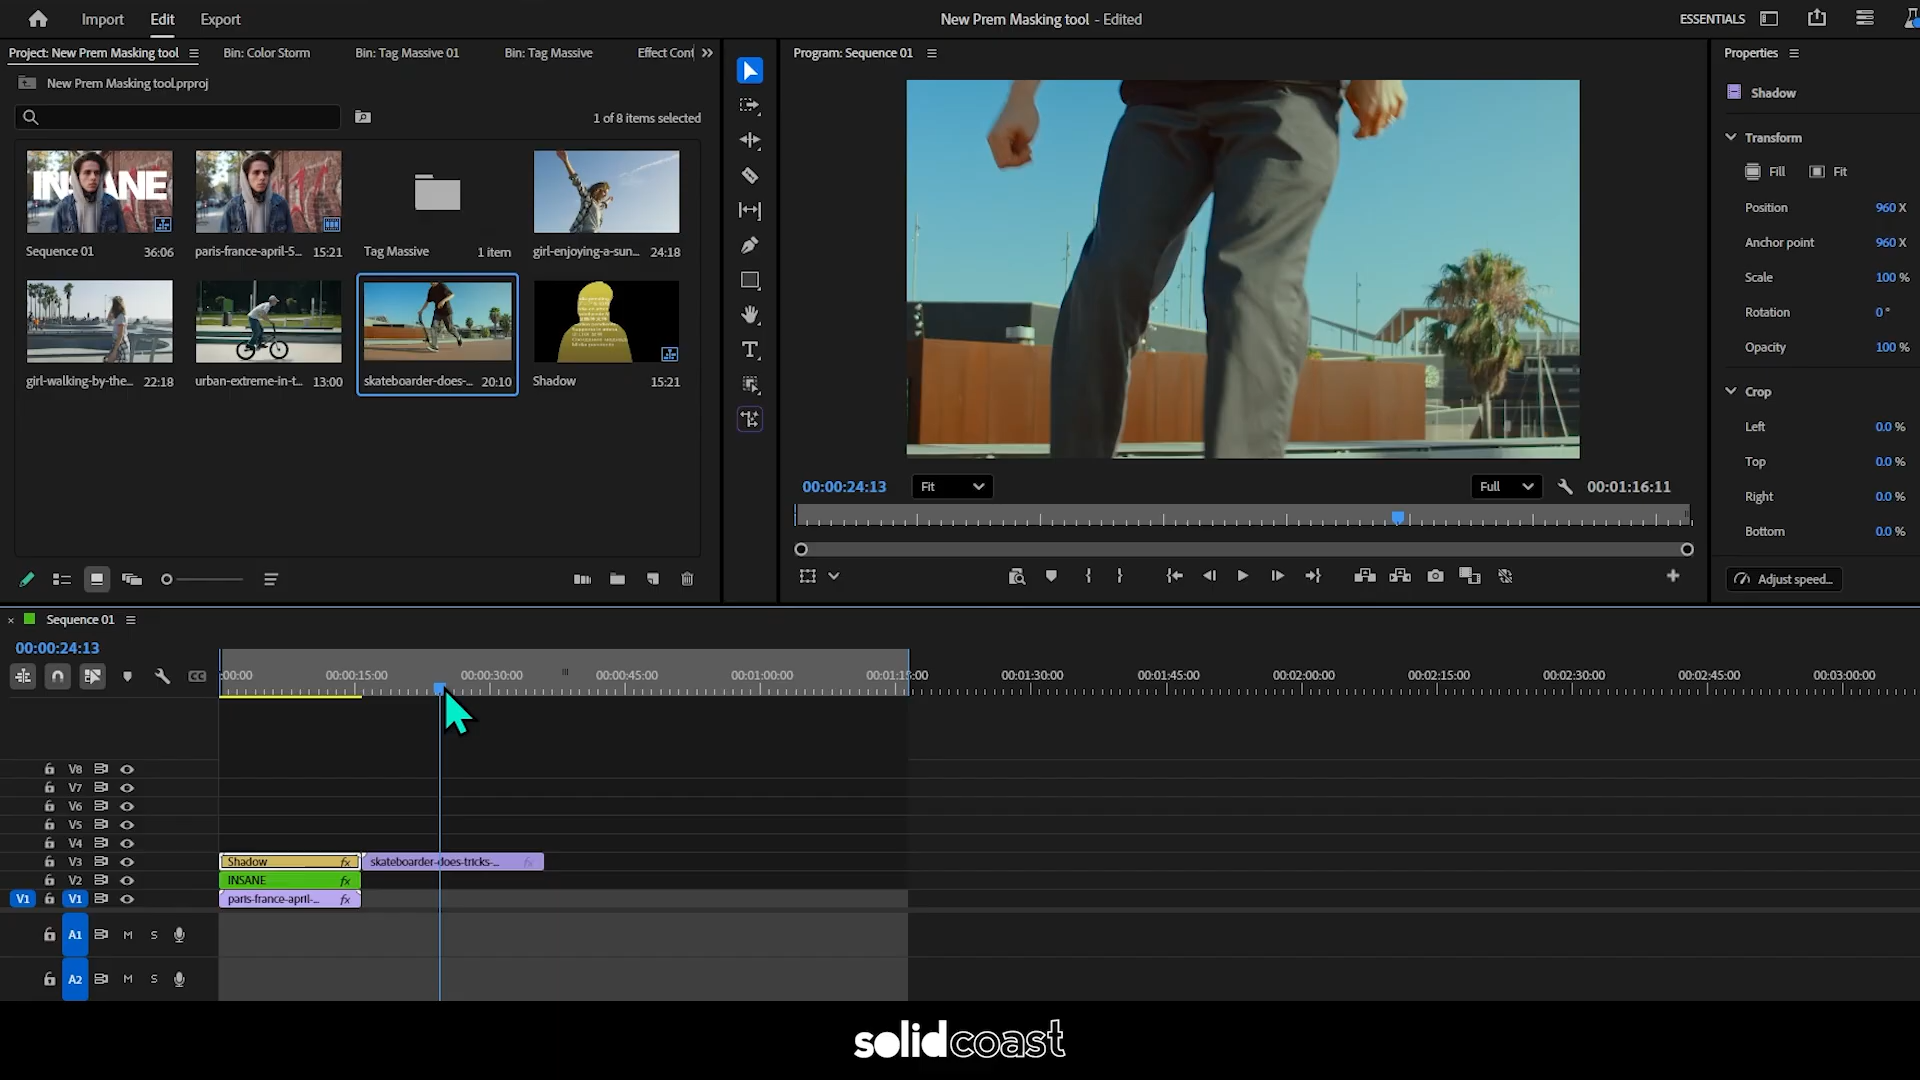 Import Edit Export
New Prem Masking tool - Edited
ESSENTIALS
Project: New Prem Masking tool
Bin: Color Storm
Bin: Tag Massive 01
Bin: Tag Massive
Effect Cont
New Prem Masking tool.prproj
1 of 8 items selected
INSANE
Sequence 01 36:06
paris-france-april-5... 15:21
Tag Massive 1 item
girl-enjoying-a-sun... 24:18
girl-walking-by-the... 22:18
urban-extreme-in-t... 13:00
skateboarder-does-... 20:10
Shadow 15:21
Program: Sequence 01
00:00:24:13
Fit
Full
00:01:16:11
Properties
Shadow
Transform
Fill Fit
Position 960 X
Anchor point 960 X
Scale 100 %
Rotation 0 °
Opacity 100 %
Crop
Left 0.0 %
Top 0.0 %
Right 0.0 %
Bottom 0.0 %
Adjust speed...
× Sequence 01
00:00:24:13
:00:00 00:00:15:00 00:00:30:00 00:00:45:00 00:01:00:00 00:01:15:00 00:01:30:00 00:01:45:00 00:02:00:00 00:02:15:00 00:02:30:00 00:02:45:00 00:03:00:00
V8
V7
V6
V5
V4
V3 Shadow fx skateboarder-does-tricks-... fx
V2 INSANE fx
V1 V1 paris-france-april-... fx
A1 M S
A2 M S
solidcoast